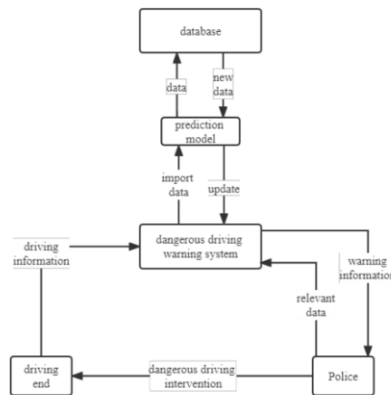 database
data
new
data
prediction
model
import
data
update
driving
information
dangerous driving
warning system
warning
information
relevant
data
driving
end
dangerous driving
intervention
Police